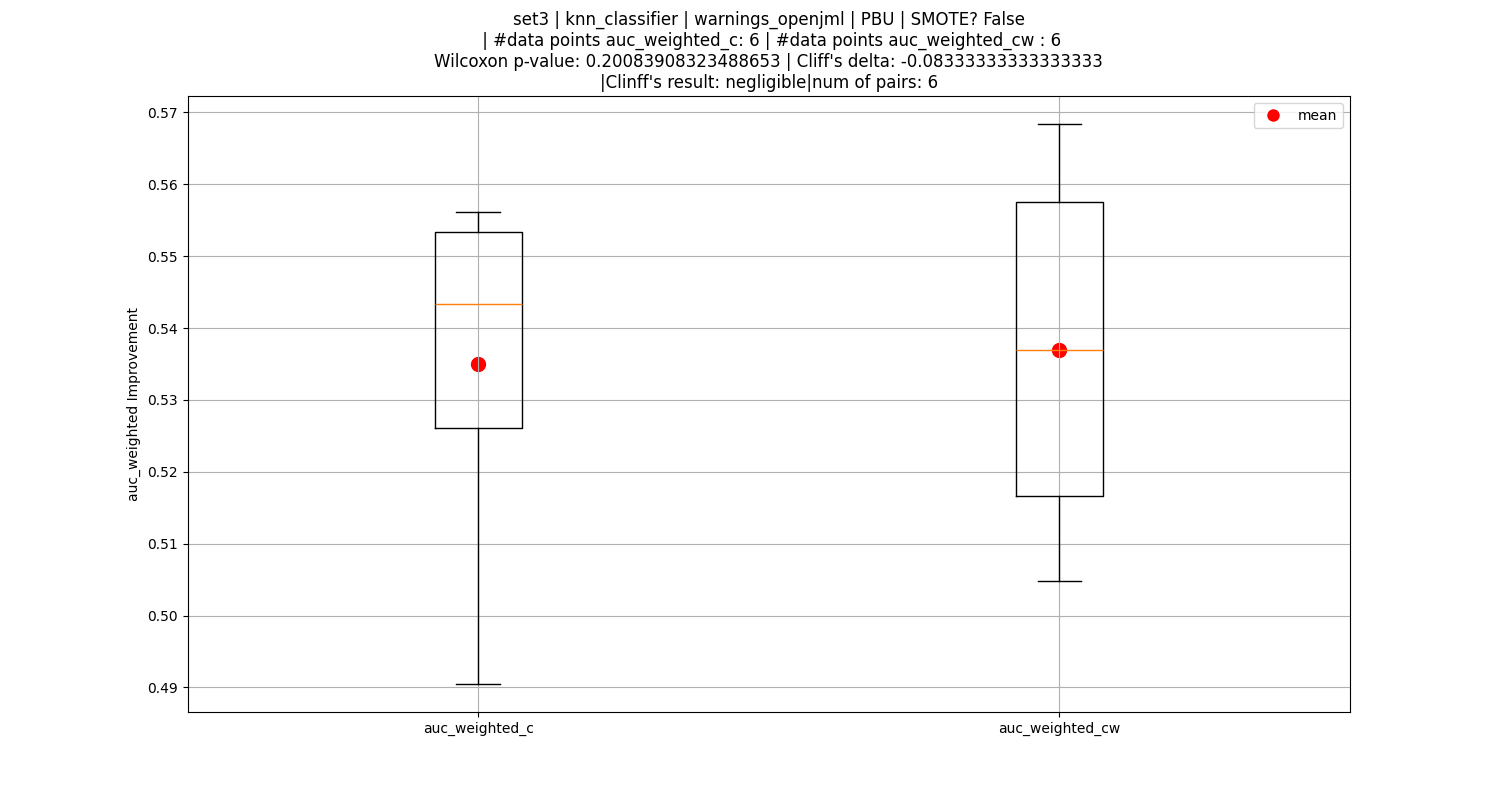 set3 | knn_classifier | warnings_openjml | PBU | SMOTE? False
| #data points auc_weighted_c: 6 | #data points auc_weighted_cw : 6
Wilcoxon p-value: 0.20083908323488653 | Cliff's delta: -0.08333333333333333
|Clinff's result: negligible|num of pairs: 6
mean
0.57
0.56
0.55
0.54
0.53
0.52
0.51
0.50
0.49
auc_weighted Improvement
auc_weighted_c
auc_weighted_cw